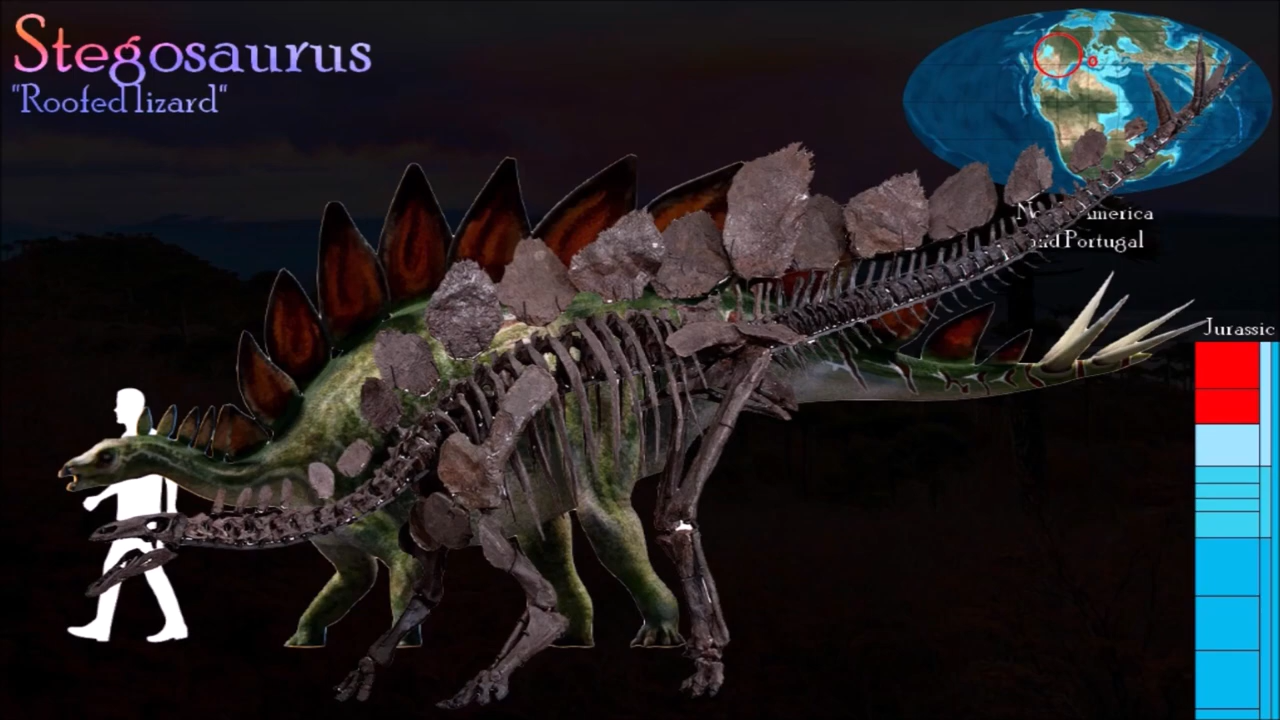 Stegosaurus
"Roofed lizard"
America
and Portugal
Jurassic